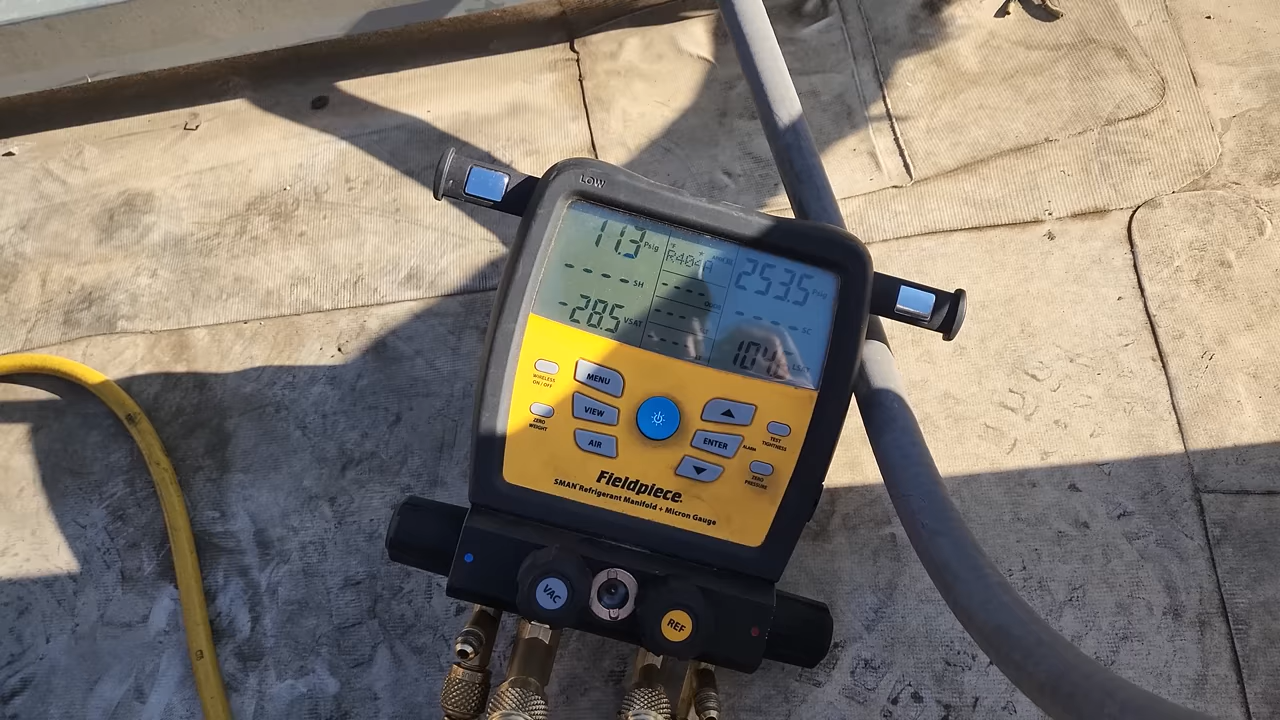 LOW
11.3 Psig
R404A
253.5 Psig
---- SH
---- SC
-28.5 VSAT
WIRELESS
ON / OFF
MENU
ZERO
WEIGHT
VIEW
AIR
ENTER
ALARM
TEST
TIGHTNESS
ZERO
PRESSURE
Fieldpiece
SMAN Refrigerant Manifold + Micron Gauge
VAC
REF